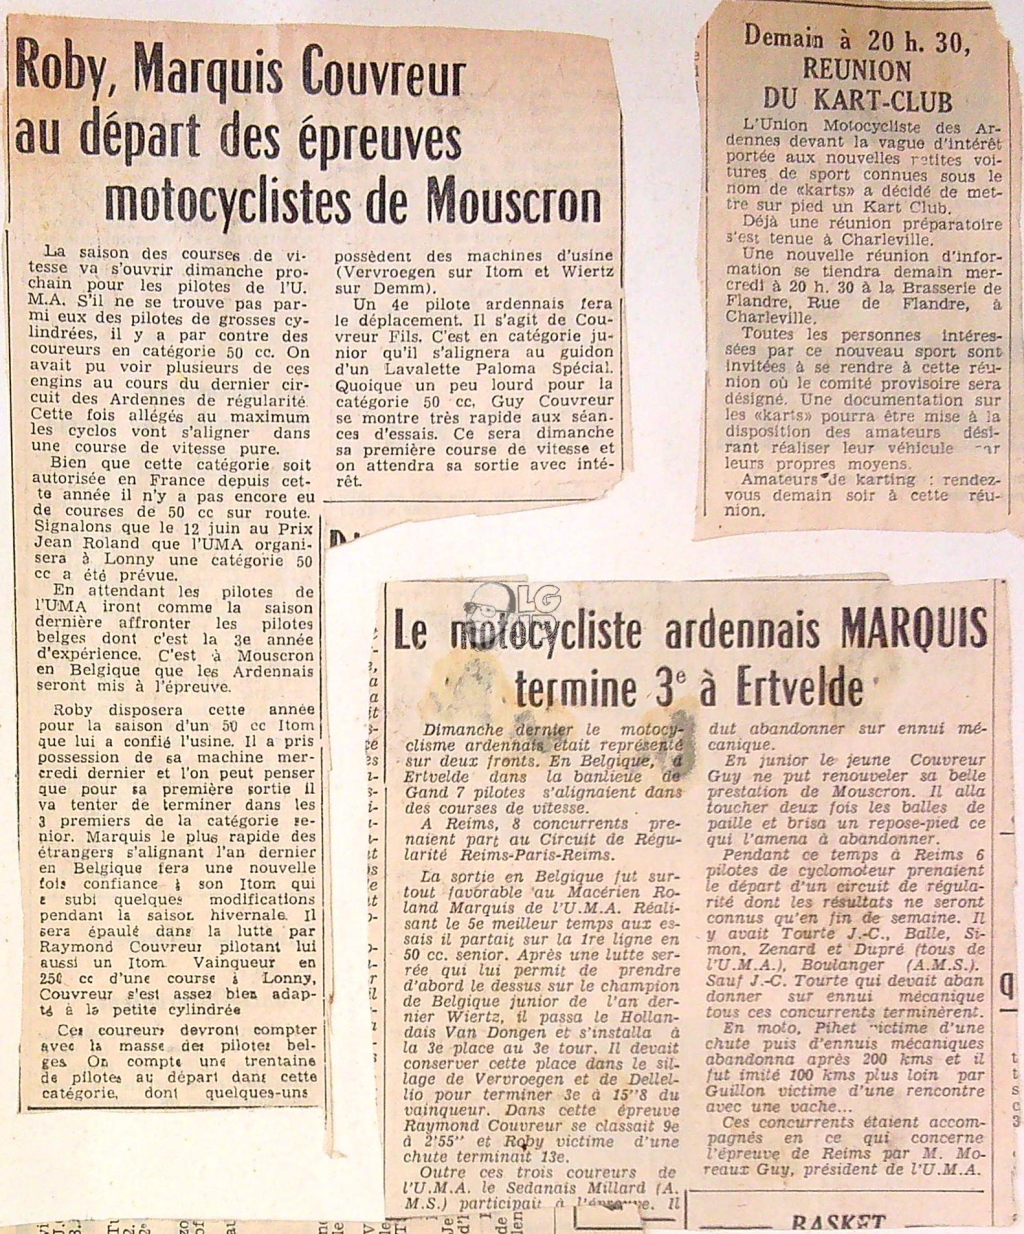 Roby, Marquis Couvreur
au départ des épreuves
motocyclistes de Mouscron
La saison des courses de vi-
tesse va s'ouvrir dimanche pro-
chain pour les pilotes de l'U.
M.A. S'il ne se trouve pas par-
mi eux des pilotes de grosses cy-
lindrées, il y a par contre des
coureurs en catégorie 50 cc. On
avait pu voir plusieurs de ces
engins au cours du dernier cir-
cuit des Ardennes de régularité
Cette fois allégés au maximum
les cyclos vont s'aligner dans
une course de vitesse pure.
Bien que cette catégorie soit
autorisée en France depuis cet-
te année il n'y a pas encore eu
de courses de 50 cc sur route.
Signalons que le 12 juin au Prix
Jean Roland que l'UMA organi-
sera à Lonny une catégorie 50
cc a été prévue.
En attendant les pilotes de
l'UMA iront comme la saison
dernière affronter les pilotes
belges dont c'est la 3e année
d'expérience. C'est à Mouscron
en Belgique que les Ardennais
seront mis à l'épreuve.
Roby disposera cette année
pour la saison d'un 50 cc Itom
que lui a confié l'usine. Il a pris
possession de sa machine mer-
credi dernier et l'on peut penser
que pour sa première sortie il
va tenter de terminer dans les
3 premiers de la catégorie se-
nior. Marquis le plus rapide des
étrangers s'alignant l'an dernier
en Belgique fera une nouvelle
fois confiance à son Itom qui
a subi quelques modifications
pendant la saison hivernale. Il
sera épaulé dans la lutte par
Raymond Couvreur pilotant lui
aussi un Itom. Vainqueur en
250 cc d'une course à Lonny,
Couvreur s'est assez bien adap-
té à la petite cylindrée
Ces coureurs devront compter
avec la masse des pilotes bel-
ges On compte une trentaine
de pilotes au départ dans cette
catégorie, dont quelques-uns
possèdent des machines d'usine
(Vervroegen sur Itom et Wiertz
sur Demm).
Un 4e pilote ardennais fera
le déplacement. Il s'agit de Cou-
vreur Fils. C'est en catégorie ju-
nior qu'il s'alignera au guidon
d'un Lavalette Paloma Spécial.
Quoique un peu lourd pour la
catégorie 50 cc, Guy Couvreur
se montre très rapide aux séan-
ces d'essais. Ce sera dimanche
sa première course de vitesse et
on attendra sa sortie avec inté-
rêt.
Demain à 20 h. 30,
REUNION
DU KART-CLUB
L'Union Motocycliste des Ar-
dennes devant la vague d'intérêt
portée aux nouvelles petites voi-
tures de sport connues sous le
nom de «karts» a décidé de met-
tre sur pied un Kart Club.
Déjà une réunion préparatoire
s'est tenue à Charleville.
Une nouvelle réunion d'infor-
mation se tiendra demain mer-
credi à 20 h. 30 à la Brasserie de
Flandre, Rue de Flandre, à
Charleville.
Toutes les personnes intéres-
sées par ce nouveau sport sont
invitées à se rendre à cette réu-
nion où le comité provisoire sera
désigné. Une documentation sur
les «karts» pourra être mise à la
disposition des amateurs dési-
rant réaliser leur véhicule par
leurs propres moyens.
Amateurs de karting : rendez-
vous demain soir à cette réu-
nion.
LG
Le motocycliste ardennais MARQUIS
termine 3e à Ertvelde
Dimanche dernier le motocy-
clisme ardennais était représenté
sur deux fronts. En Belgique, à
Ertvelde dans la banlieue de
Gand 7 pilotes s'alignaient dans
des courses de vitesse.
A Reims, 8 concurrents pre-
naient part au Circuit de Régu-
larité Reims-Paris-Reims.
La sortie en Belgique fut sur-
tout favorable au Macérien Ro-
land Marquis de l'U.M.A. Réali-
sant le 5e meilleur temps aux es-
sais il partait sur la 1re ligne en
50 cc. senior. Après une lutte ser-
rée qui lui permit de prendre
d'abord le dessus sur le champion
de Belgique junior de l'an der-
nier Wiertz, il passa le Hollan-
dais Van Dongen et s'installa à
la 3e place au 3e tour. Il devait
conserver cette place dans le sil-
lage de Vervroegen et de Dellel-
lio pour terminer 3e à 15"8 du
vainqueur. Dans cette épreuve
Raymond Couvreur se classait 9e
à 2'55" et Roby victime d'une
chute terminait 13e.
Outre ces trois coureurs de
l'U.M.A. le Sedanais Millard (A.
M.S.) participait à l'épreuve. Il
dut abandonner sur ennui mé-
canique.
En junior le jeune Couvreur
Guy ne put renouveler sa belle
prestation de Mouscron. Il alla
toucher deux fois les balles de
paille et brisa un repose-pied ce
qui l'amena à abandonner.
Pendant ce temps à Reims 6
pilotes de cyclomoteur prenaient
le départ d'un circuit de régula-
rité dont les résultats ne seront
connus qu'en fin de semaine. Il
y avait Tourte J.-C., Balle, Si-
mon, Zenard et Dupré (tous de
l'U.M.A.), Boulanger (A.M.S.).
Sauf J.-C. Tourte qui devait aban
donner sur ennui mécanique
tous ces concurrents terminèrent.
En moto, Pihet victime d'une
chute puis d'ennuis mécaniques
abandonna après 200 kms et il
fut imité 100 kms plus loin par
Guillon victime d'une rencontre
avec une vache...
Ces concurrents étaient accom-
pagnés en ce qui concerne
l'épreuve de Reims par M. Mo-
reaux Guy, président de l'U.M.A.
BASKET